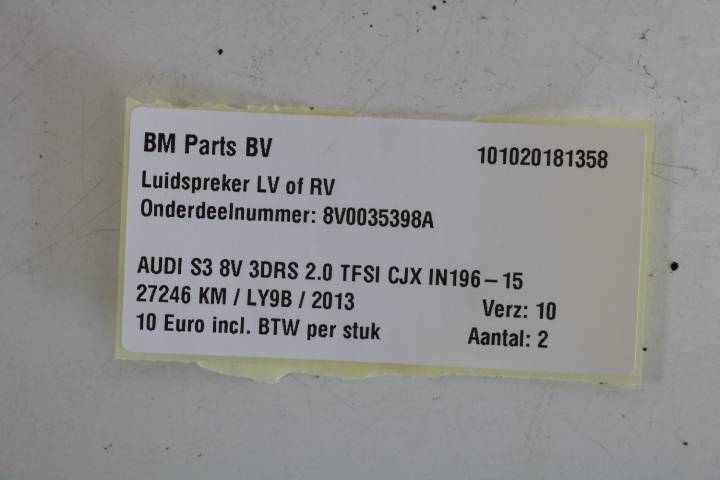 BM Parts BV 101020181358
Luidspreker LV of RV
Onderdeelnummer: 8V0035398A
AUDI S3 8V 3DRS 2.0 TFSI CJX IN196-15
27246 KM / LY9B / 2013 Verz: 10
10 Euro incl. BTW per stuk Aantal: 2